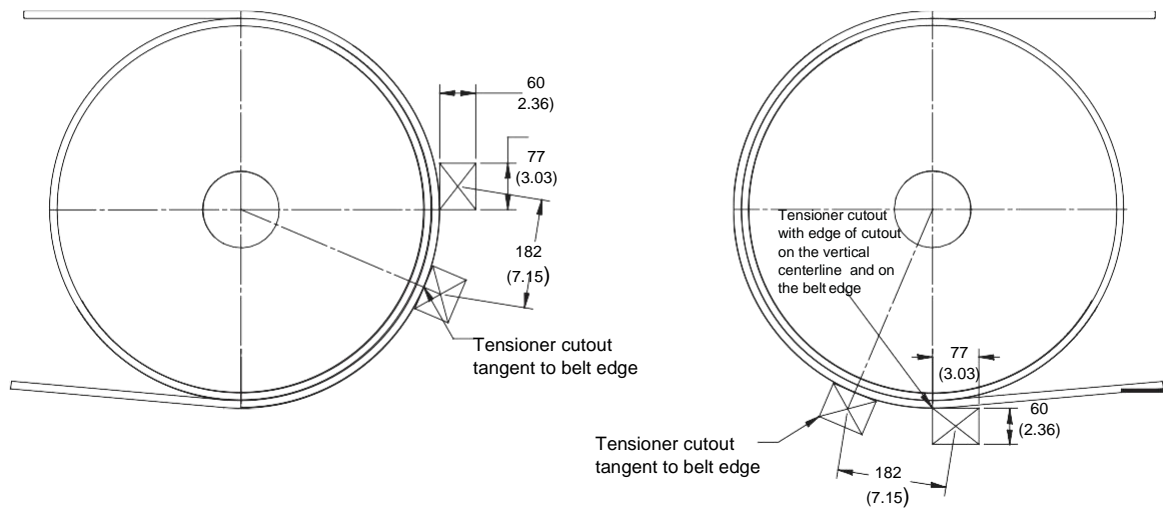 60
2.36)
77
(3.03)
182
(7.15)
Tensioner cutout
tangent to belt edge
Tensioner cutout
with edge of cutout
on the vertical
centerline and on
the belt edge
77
(3.03)
60
(2.36)
Tensioner cutout
tangent to belt edge
182
(7.15)